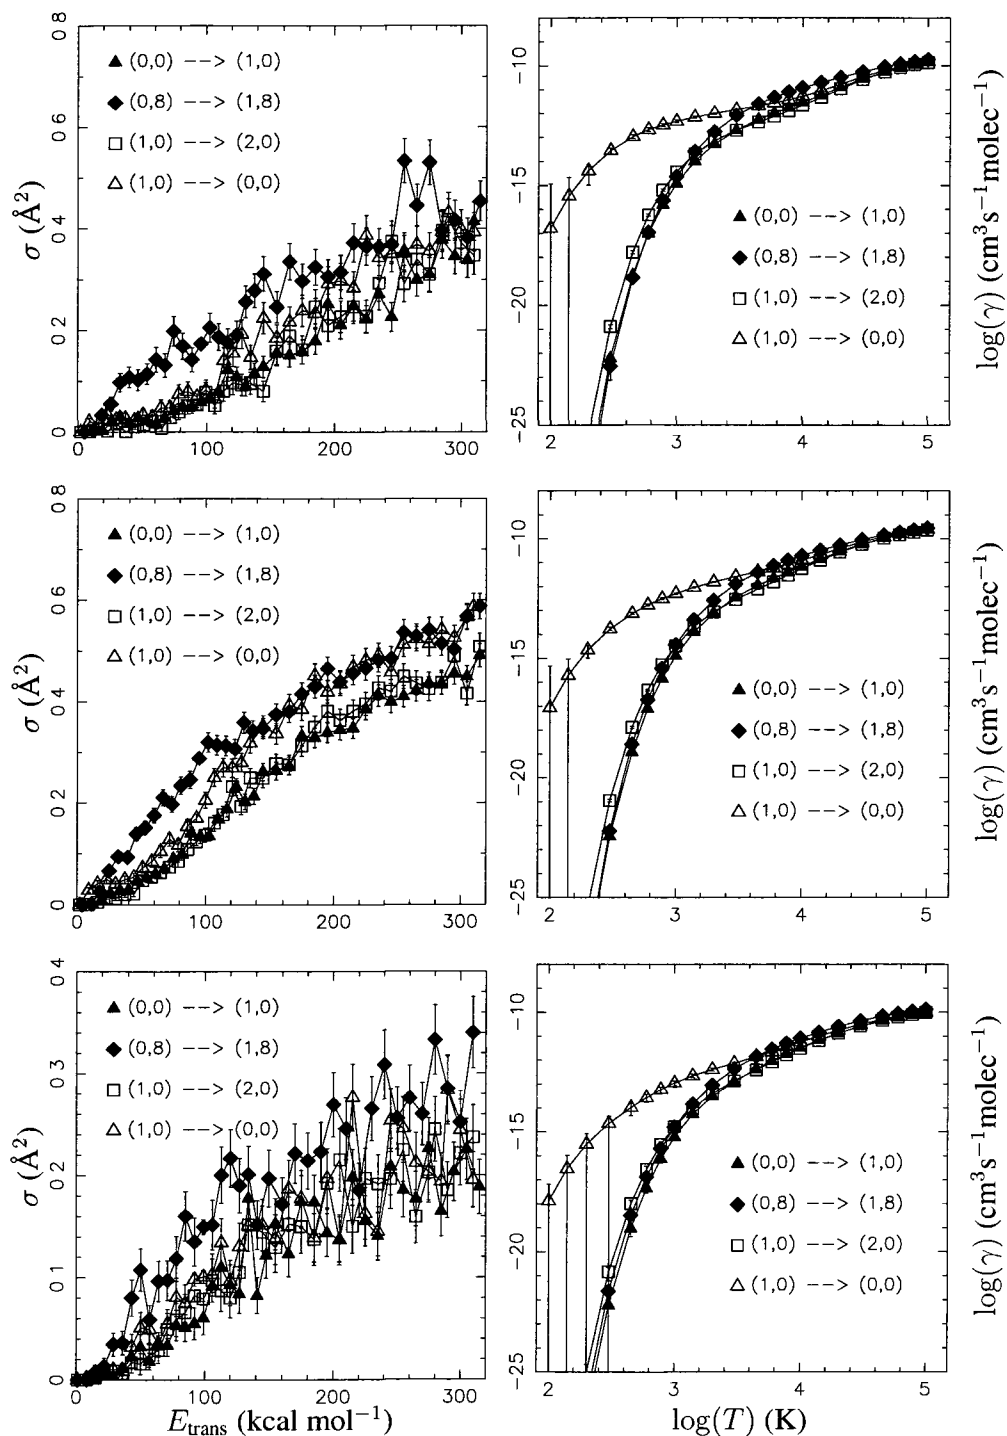 0 8
0 6
0 4
0 2
0
σ (Å²)
▲ (0,0) --> (1,0)
◆ (0,8) --> (1,8)
□ (1,0) --> (2,0)
△ (1,0) --> (0,0)
0 100 200 300
-10
-15
-20
-25
log(γ) (cm³s⁻¹molec)
▲ (0,0) --> (1,0)
◆ (0,8) --> (1,8)
□ (1,0) --> (2,0)
△ (1,0) --> (0,0)
2 3 4 5
0 8
0 6
0 4
0 2
0
σ (Å²)
▲ (0,0) --> (1,0)
◆ (0,8) --> (1,8)
□ (1,0) --> (2,0)
△ (1,0) --> (0,0)
0 100 200 300
-10
-15
-20
-25
log(γ) (cm³s⁻¹molec)
▲ (0,0) --> (1,0)
◆ (0,8) --> (1,8)
□ (1,0) --> (2,0)
△ (1,0) --> (0,0)
2 3 4 5
0 4
0 3
0 2
0 1
0
σ (Å²)
▲ (0,0) --> (1,0)
◆ (0,8) --> (1,8)
□ (1,0) --> (2,0)
△ (1,0) --> (0,0)
0 100 200 300
E_trans (kcal mol⁻¹)
-10
-15
-20
-25
log(γ) (cm³s⁻¹molec)
▲ (0,0) --> (1,0)
◆ (0,8) --> (1,8)
□ (1,0) --> (2,0)
△ (1,0) --> (0,0)
2 3 4 5
log(T) (K)